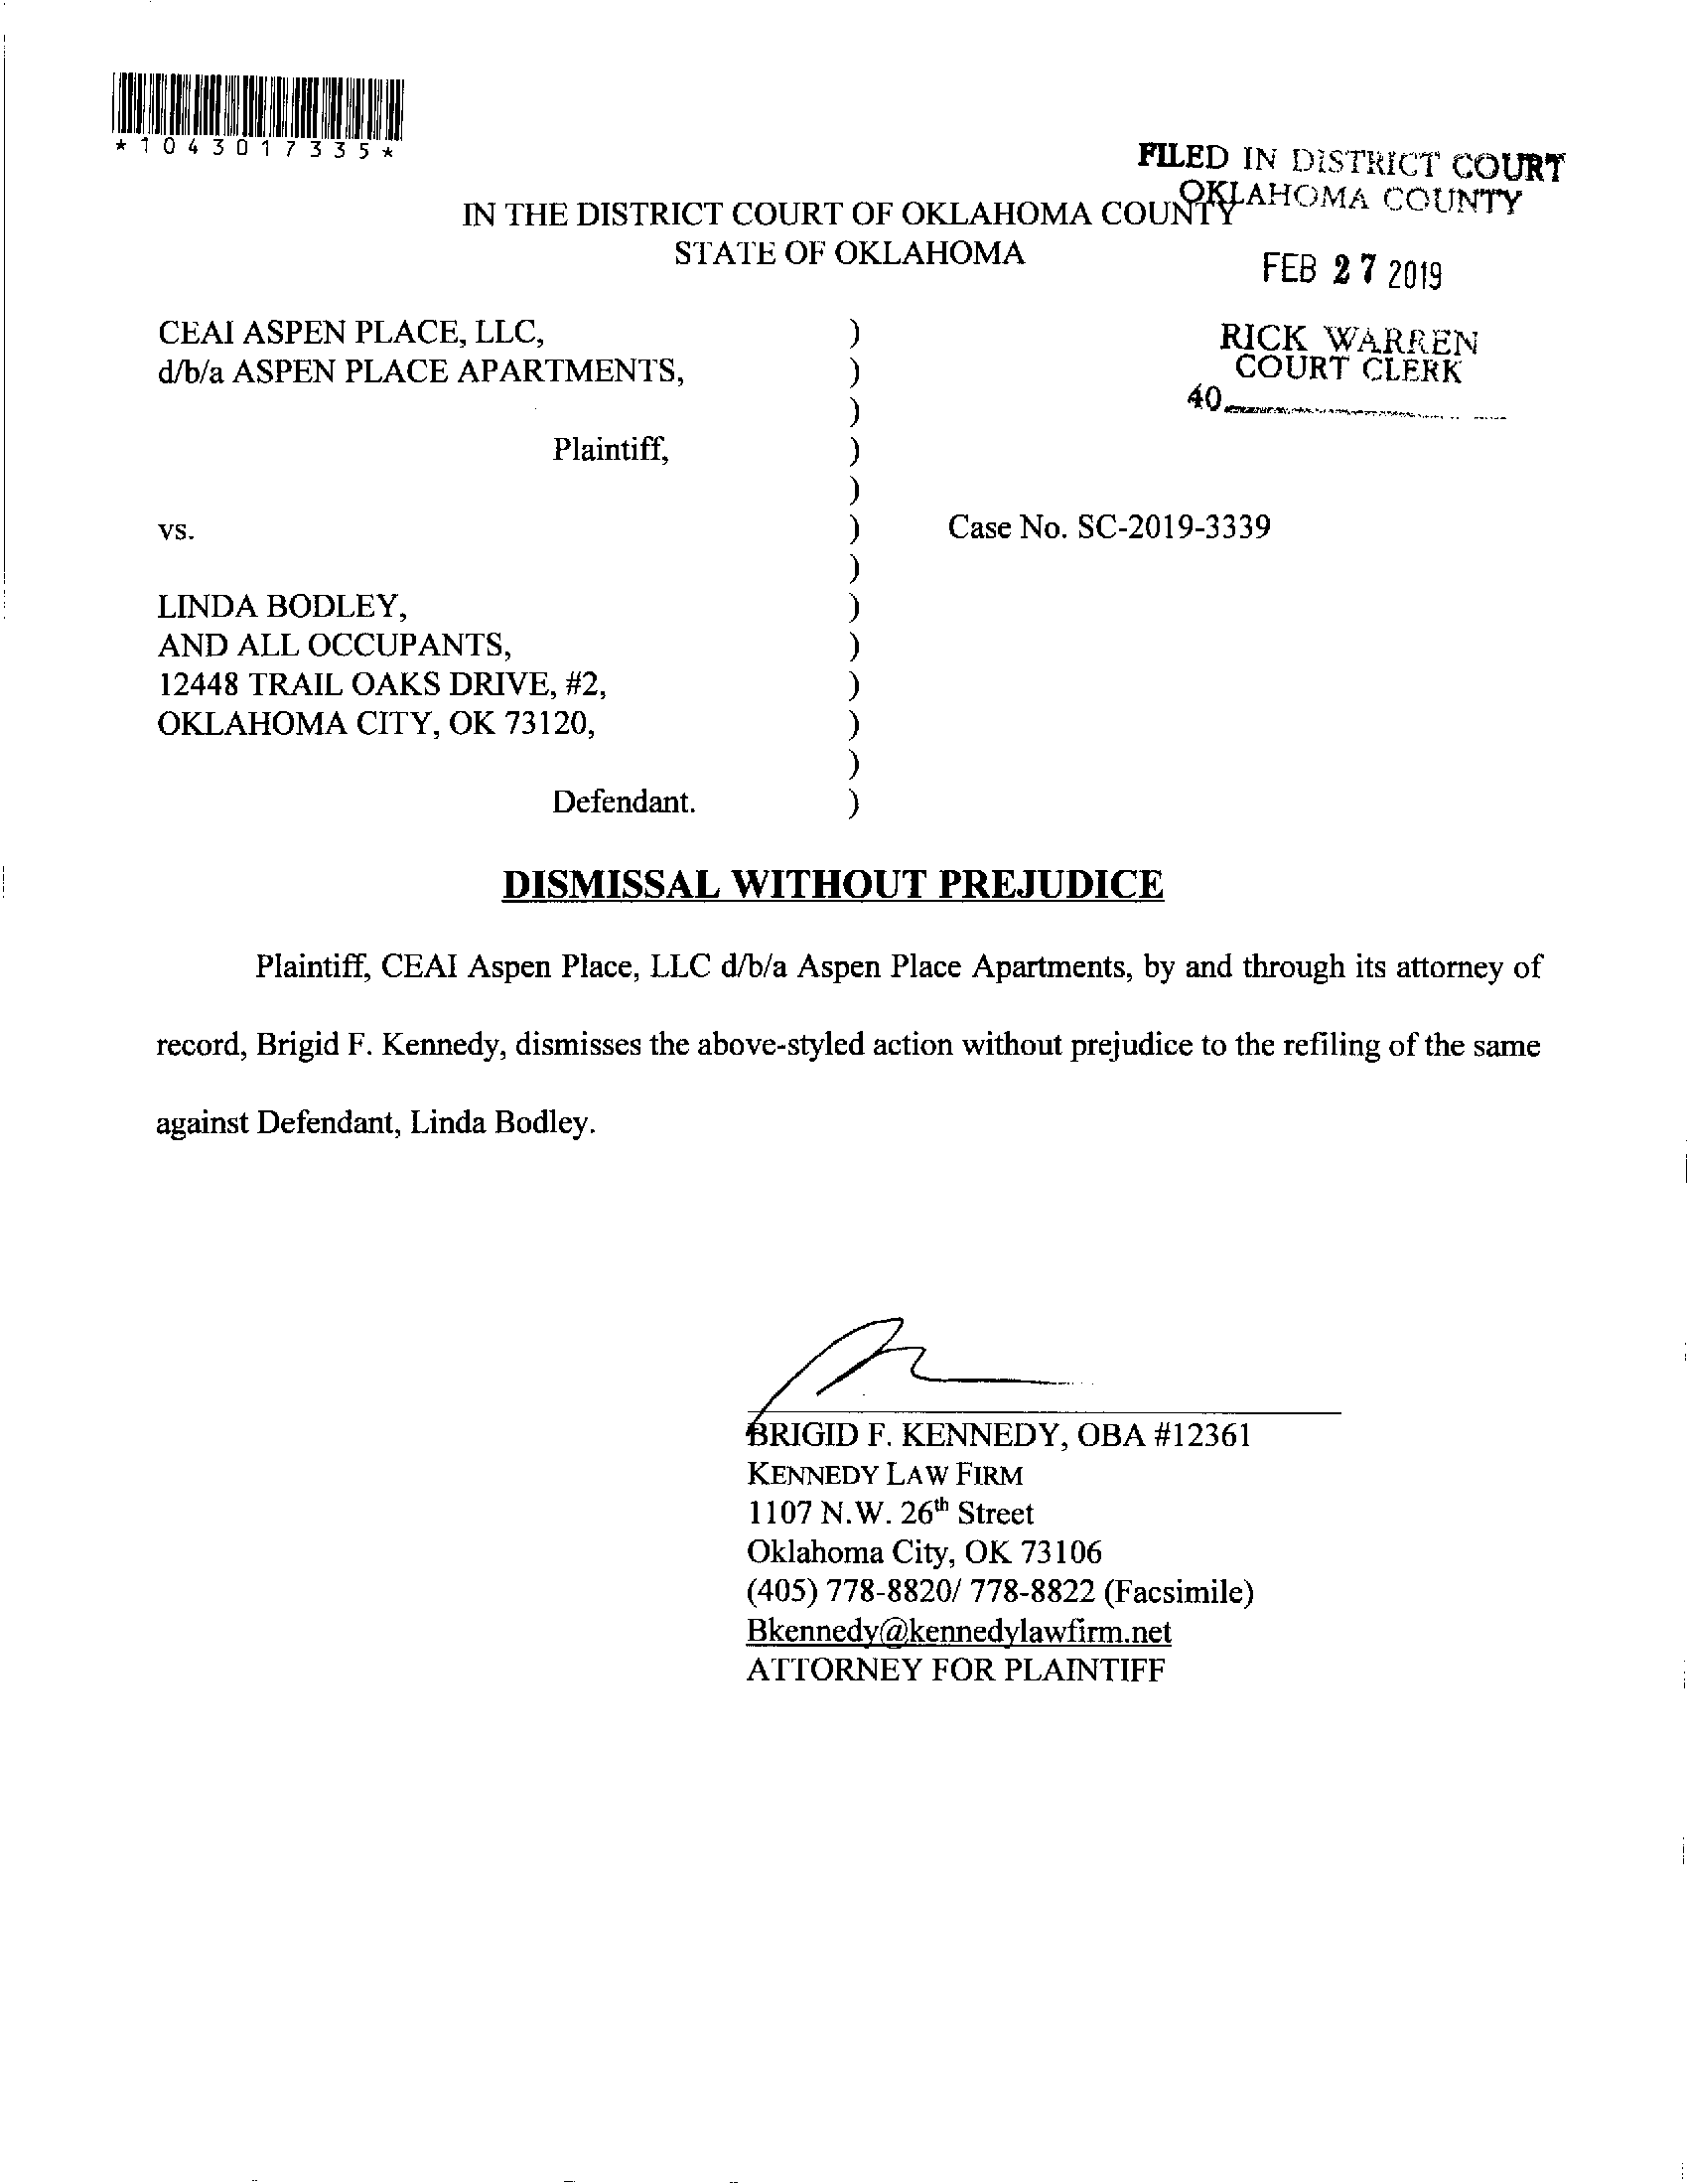 *1043017335*
FILED IN DISTRICT COURT
OKLAHOMA COUNTY
IN THE DISTRICT COURT OF OKLAHOMA COUNTY
STATE OF OKLAHOMA
FEB 27 2019
CEAI ASPEN PLACE, LLC, )
d/b/a ASPEN PLACE APARTMENTS, )
RICK WARREN
COURT CLERK
)
40
Plaintiff, )
)
vs. ) Case No. SC-2019-3339
)
LINDA BODLEY, )
AND ALL OCCUPANTS, )
12448 TRAIL OAKS DRIVE, #2, )
OKLAHOMA CITY, OK 73120, )
)
Defendant. )
DISMISSAL WITHOUT PREJUDICE
Plaintiff, CEAI Aspen Place, LLC d/b/a Aspen Place Apartments, by and through its attorney of
record, Brigid F. Kennedy, dismisses the above-styled action without prejudice to the refiling of the same
against Defendant, Linda Bodley.
BRIGID F. KENNEDY, OBA #12361
KENNEDY LAW FIRM
1107 N.W. 26th Street
Oklahoma City, OK 73106
(405) 778-8820/ 778-8822 (Facsimile)
Bkennedy@kennedylawfirm.net
ATTORNEY FOR PLAINTIFF